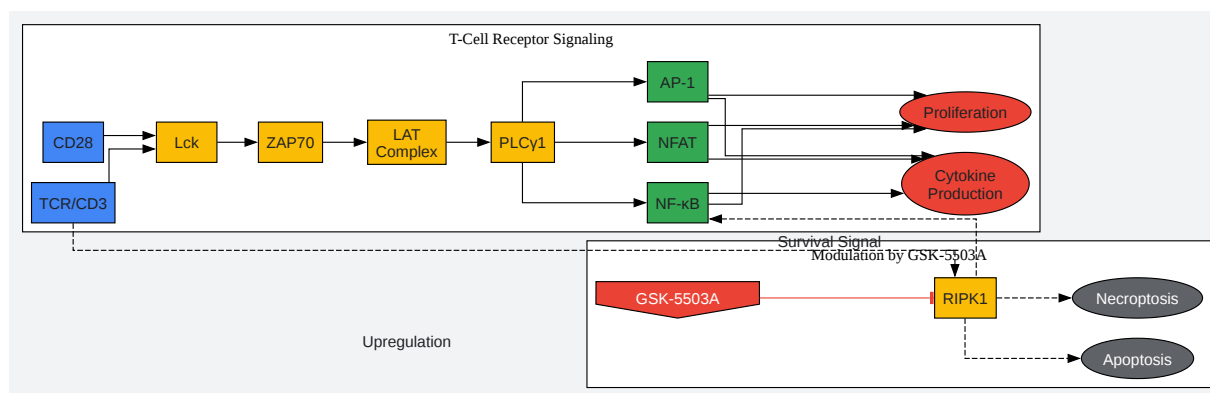 T-Cell Receptor Signaling
AP-1
Proliferation
CD28
Lck
ZAP70
LAT
Complex
PLCγ1
NFAT
Cytokine
Production
TCR/CD3
NF-κB
Survival Signal
Modulation by GSK-5503A
GSK-5503A
RIPK1
Necroptosis
Upregulation
Apoptosis